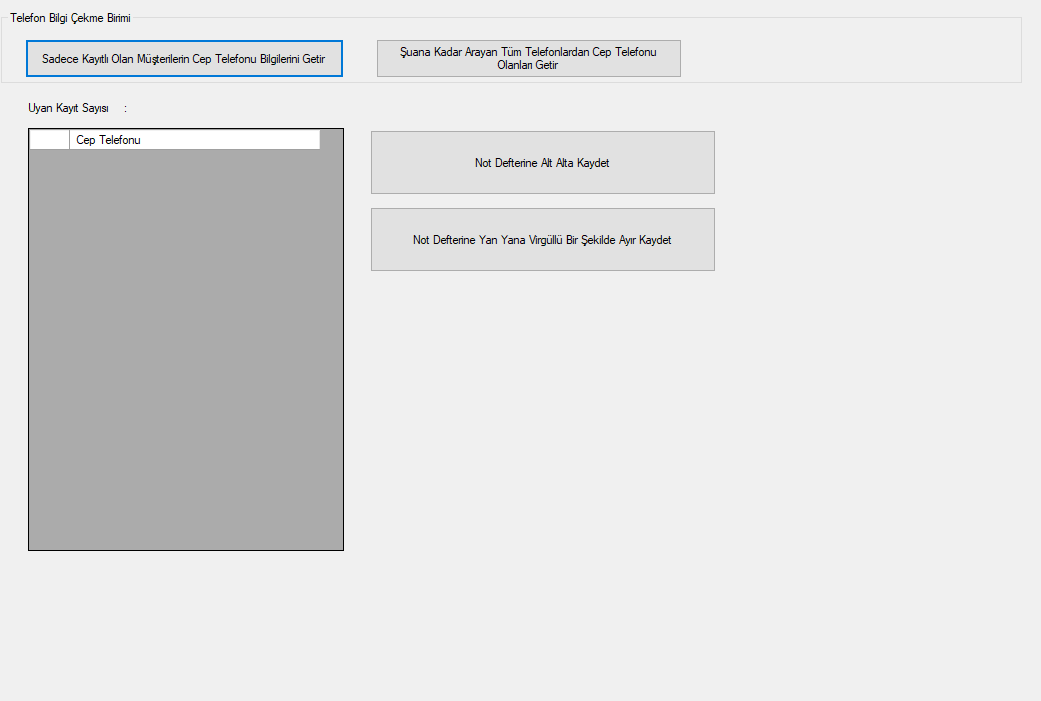 Telefon Bilgi Çekme Birimi
Sadece Kayıtlı Olan Müşterilerin Cep Telefonu Bilgilerini Getir
Şuana Kadar Arayan Tüm Telefonlardan Cep Telefonu
Olanları Getir
Uyan Kayıt Sayısı :
Cep Telefonu
Not Defterine Alt Alta Kaydet
Not Defterine Yan Yana Virgüllü Bir Şekilde Ayır Kaydet